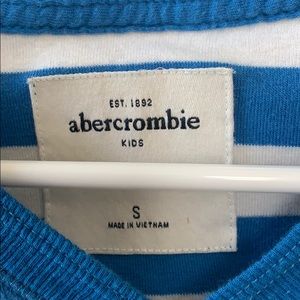 EST. 1892
abercrombie
KIDS
S
MADE IN VIETNAM